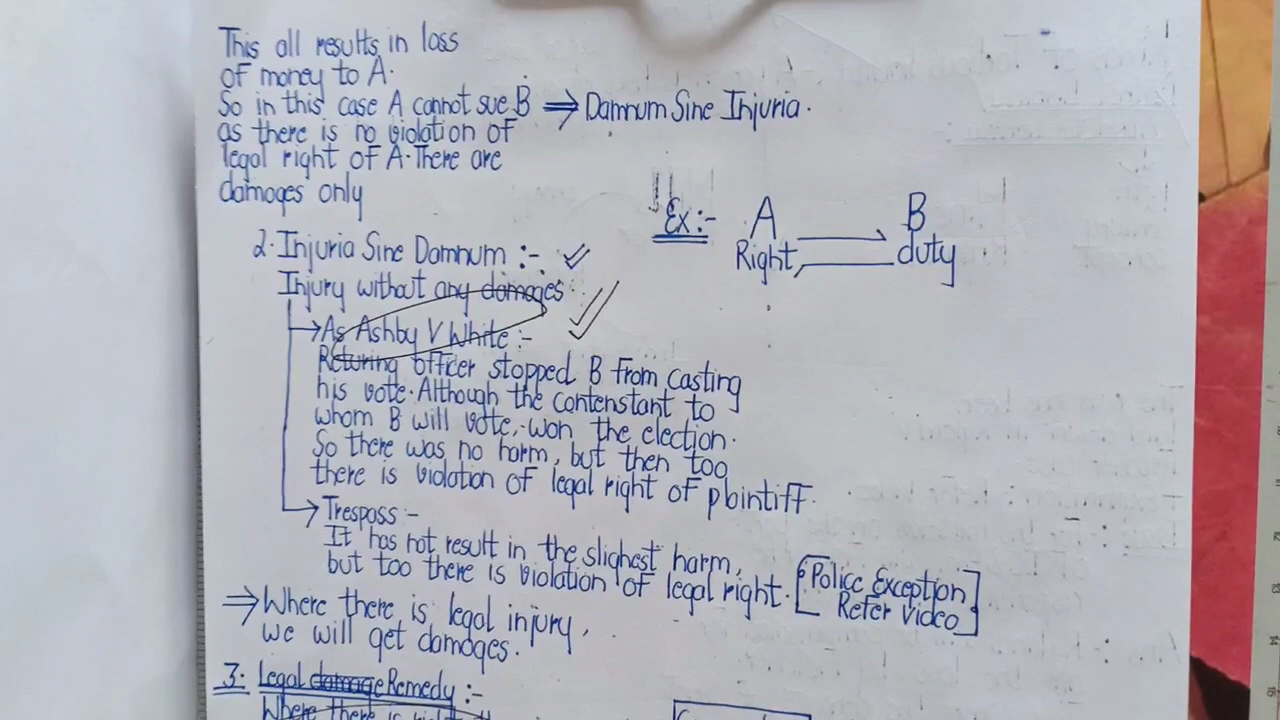 This all results in loss
of money to A.
So in this case A cannot sue B ⇒ Damnum Sine Injuria.
as there is no violation of
legal right of A. There are
damages only
Ex:- A Right → B duty
2. Injuria Sine Damnum :-
Injury without any damages
→ As Ashby V White :-
Returing officer stopped B from casting
his vote. Although the contenstant to
whom B will vote, won the election.
So there was no harm, but then too
there is violation of legal right of plaintiff.
→ Trespass :-
It has not result in the slighest harm,
but too there is violation of legal right. [Police Exception
Refer Video]
⇒ Where there is legal injury,
we will get damages.
3. Legal damage Remedy :-
Where there is